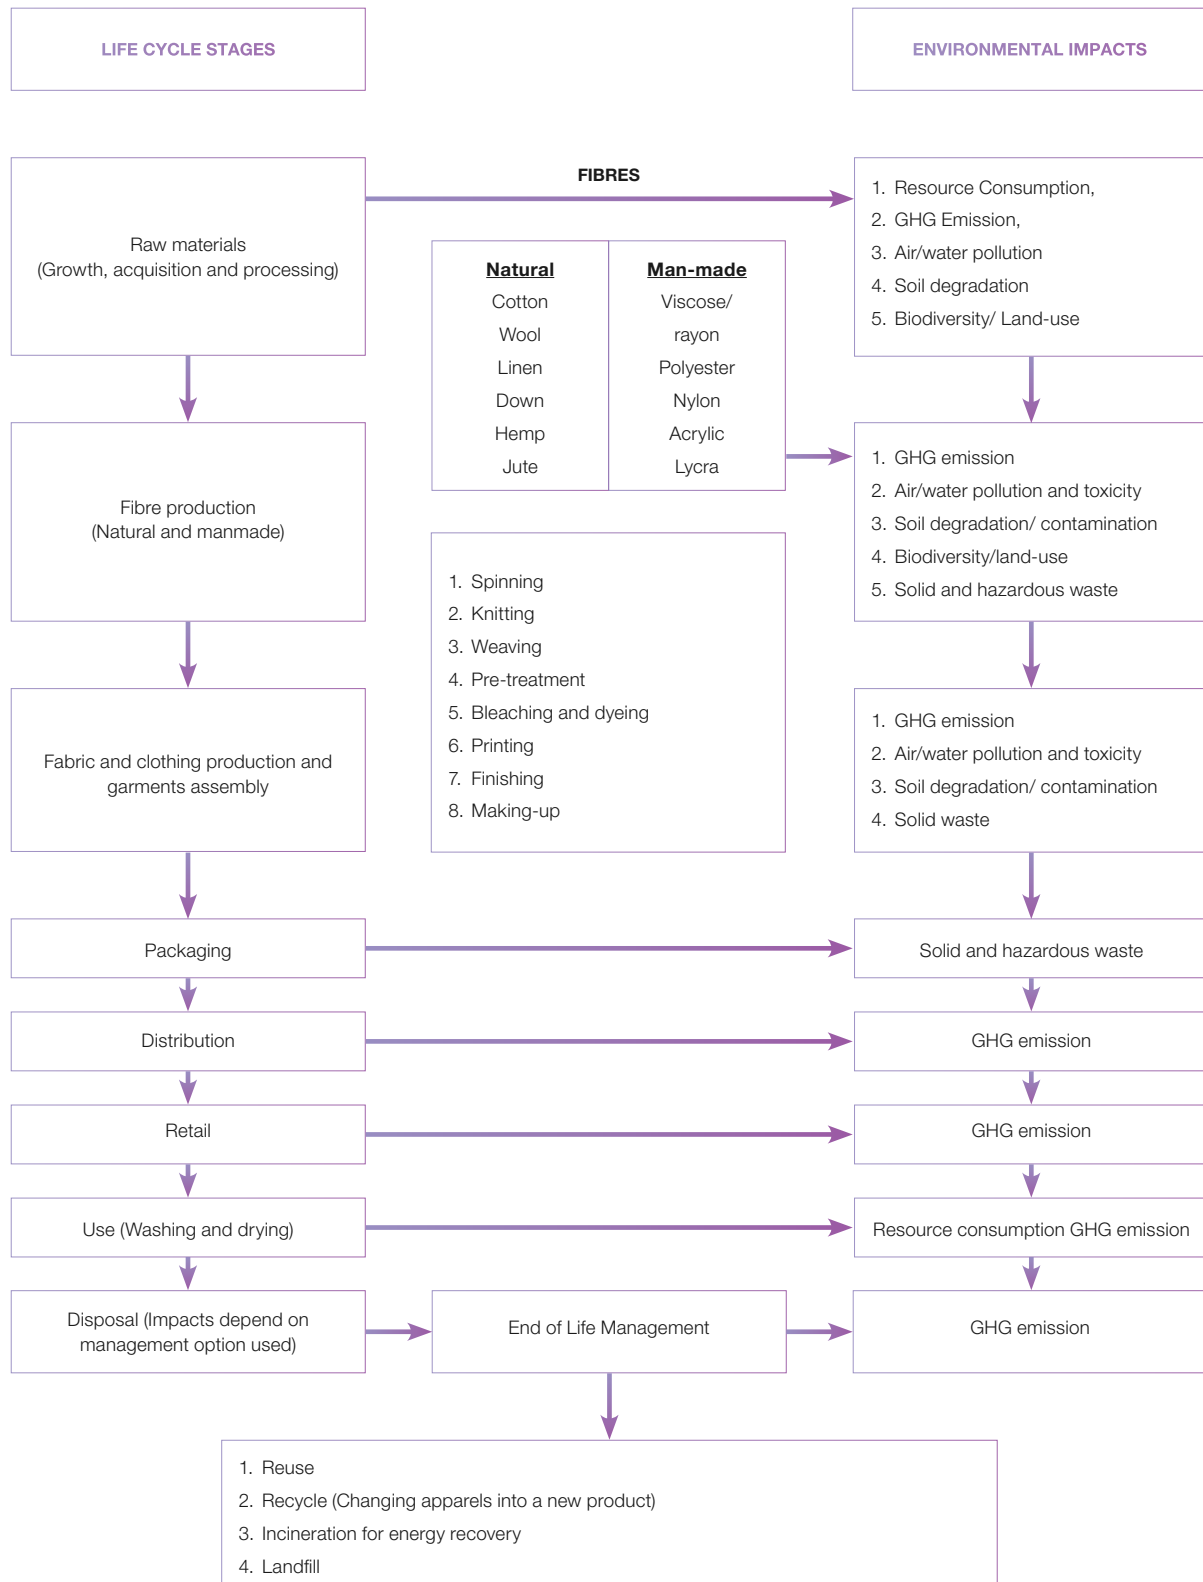 LIFE CYCLE STAGES
ENVIRONMENTAL IMPACTS
Raw materials
(Growth, acquisition and processing)
FIBRES
1. Resource Consumption,
2. GHG Emission,
3. Air/water pollution
4. Soil degradation
5. Biodiversity/ Land-use
Natural
Cotton
Wool
Linen
Down
Hemp
Jute
Man-made
Viscose/
rayon
Polyester
Nylon
Acrylic
Lycra
Fibre production
(Natural and manmade)
1. GHG emission
2. Air/water pollution and toxicity
3. Soil degradation/ contamination
4. Biodiversity/land-use
5. Solid and hazardous waste
Fabric and clothing production and
garments assembly
1. Spinning
2. Knitting
3. Weaving
4. Pre-treatment
5. Bleaching and dyeing
6. Printing
7. Finishing
8. Making-up
1. GHG emission
2. Air/water pollution and toxicity
3. Soil degradation/ contamination
4. Solid waste
Packaging
Solid and hazardous waste
Distribution
GHG emission
Retail
GHG emission
Use (Washing and drying)
Resource consumption GHG emission
Disposal (Impacts depend on
management option used)
End of Life Management
GHG emission
1. Reuse
2. Recycle (Changing apparels into a new product)
3. Incineration for energy recovery
4. Landfill